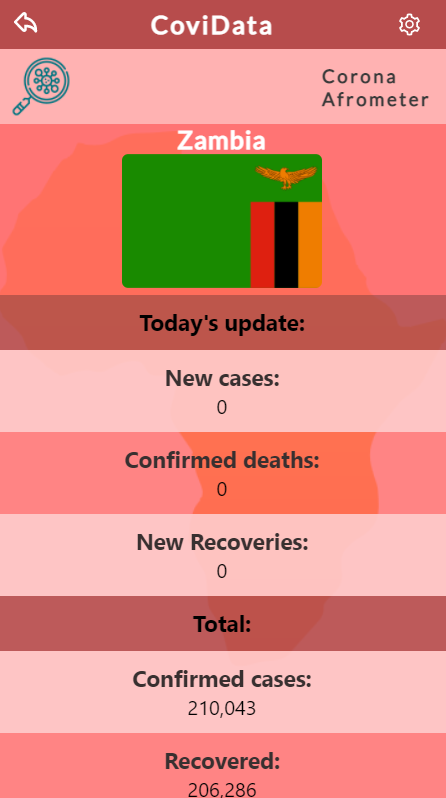 CoviData
Corona
Afrometer
Zambia
Today's update:
New cases:
0
Confirmed deaths:
0
New Recoveries:
0
Total:
Confirmed cases:
210,043
Recovered:
206,286